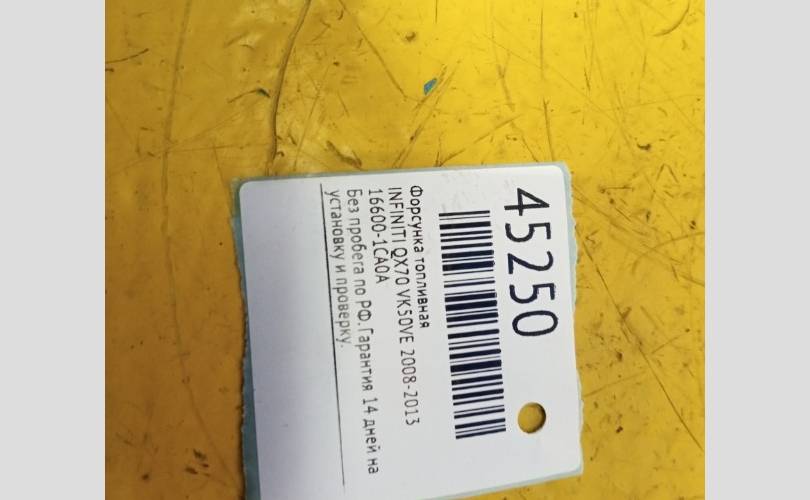 45250
Форсунка топливная
INFINITI QX70 VK50VE 2008-2013
16600-1CA0A
Без пробега по РФ.Гарантия 14 дней на
установку и проверку.